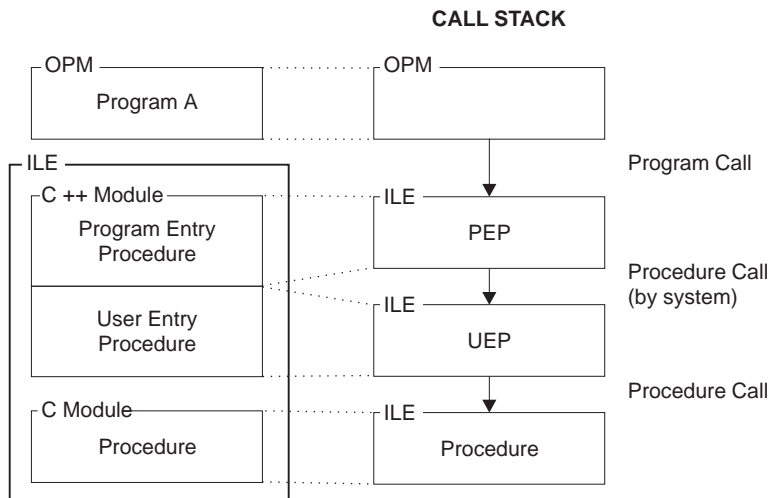 CALL STACK
OPM
Program A
OPM
Program Call
ILE
C ++ Module
Program Entry
Procedure
ILE
PEP
Procedure Call
(by system)
User Entry
Procedure
ILE
UEP
Procedure Call
C Module
Procedure
ILE
Procedure